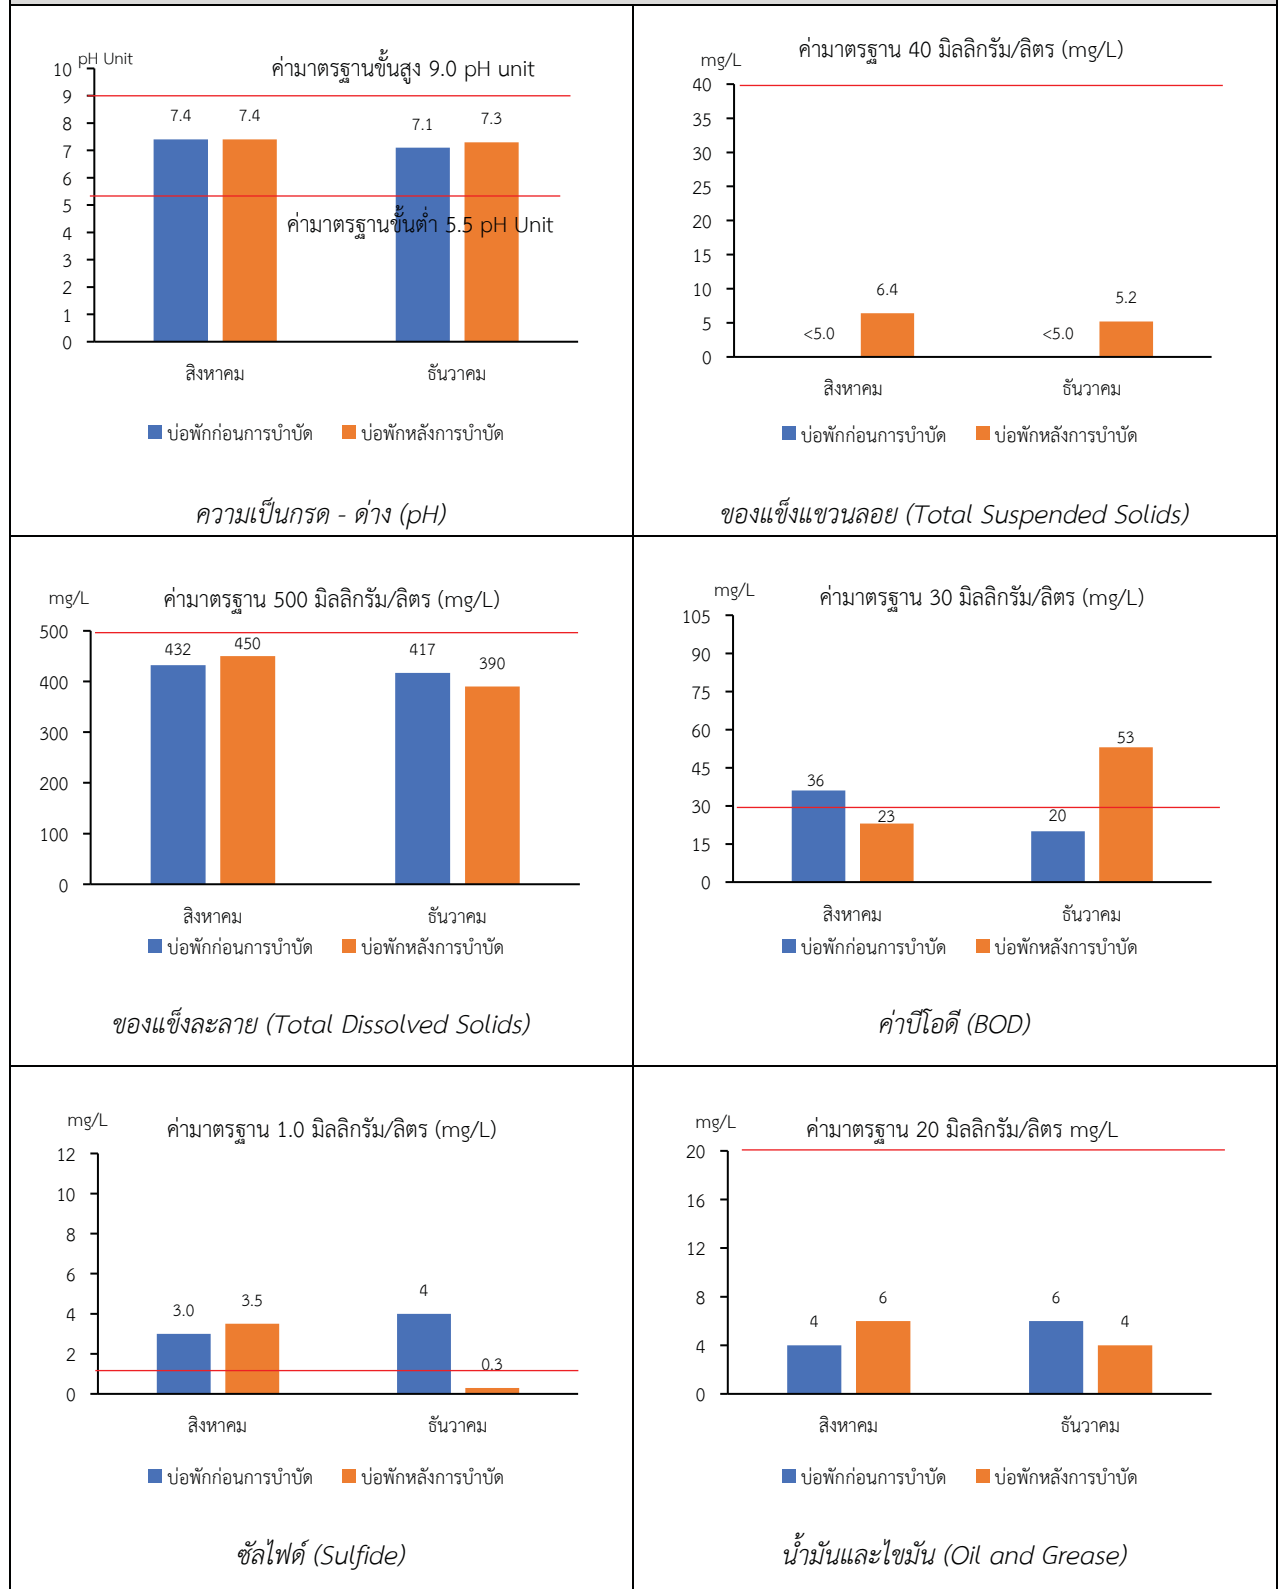 pH Unit
ค่ามาตรฐานขั้นสูง 9.0 pH unit
10
9
8
7
6
5
4
3
2
1
0
7.4
7.4
7.1
7.3
ค่ามาตรฐานขั้นต่ำ 5.5 pH Unit
สิงหาคม
ธันวาคม
บ่อพักก่อนการบำบัด
บ่อพักหลังการบำบัด
ความเป็นกรด - ด่าง (pH)
mg/L
ค่ามาตรฐาน 40 มิลลิกรัม/ลิตร (mg/L)
40
35
30
25
20
15
10
5
0
<5.0
6.4
<5.0
5.2
สิงหาคม
ธันวาคม
บ่อพักก่อนการบำบัด
บ่อพักหลังการบำบัด
ของแข็งแขวนลอย (Total Suspended Solids)
mg/L
ค่ามาตรฐาน 500 มิลลิกรัม/ลิตร (mg/L)
500
400
300
200
100
0
432
450
417
390
สิงหาคม
ธันวาคม
บ่อพักก่อนการบำบัด
บ่อพักหลังการบำบัด
ของแข็งละลาย (Total Dissolved Solids)
mg/L
ค่ามาตรฐาน 30 มิลลิกรัม/ลิตร (mg/L)
105
90
75
60
45
30
15
0
36
23
20
53
สิงหาคม
ธันวาคม
บ่อพักก่อนการบำบัด
บ่อพักหลังการบำบัด
ค่าบีโอดี (BOD)
mg/L
ค่ามาตรฐาน 1.0 มิลลิกรัม/ลิตร (mg/L)
12
10
8
6
4
2
0
3.0
3.5
4
0.3
สิงหาคม
ธันวาคม
บ่อพักก่อนการบำบัด
บ่อพักหลังการบำบัด
ซัลไฟด์ (Sulfide)
mg/L
ค่ามาตรฐาน 20 มิลลิกรัม/ลิตร mg/L
20
16
12
8
4
0
4
6
6
4
สิงหาคม
ธันวาคม
บ่อพักก่อนการบำบัด
บ่อพักหลังการบำบัด
น้ำมันและไขมัน (Oil and Grease)